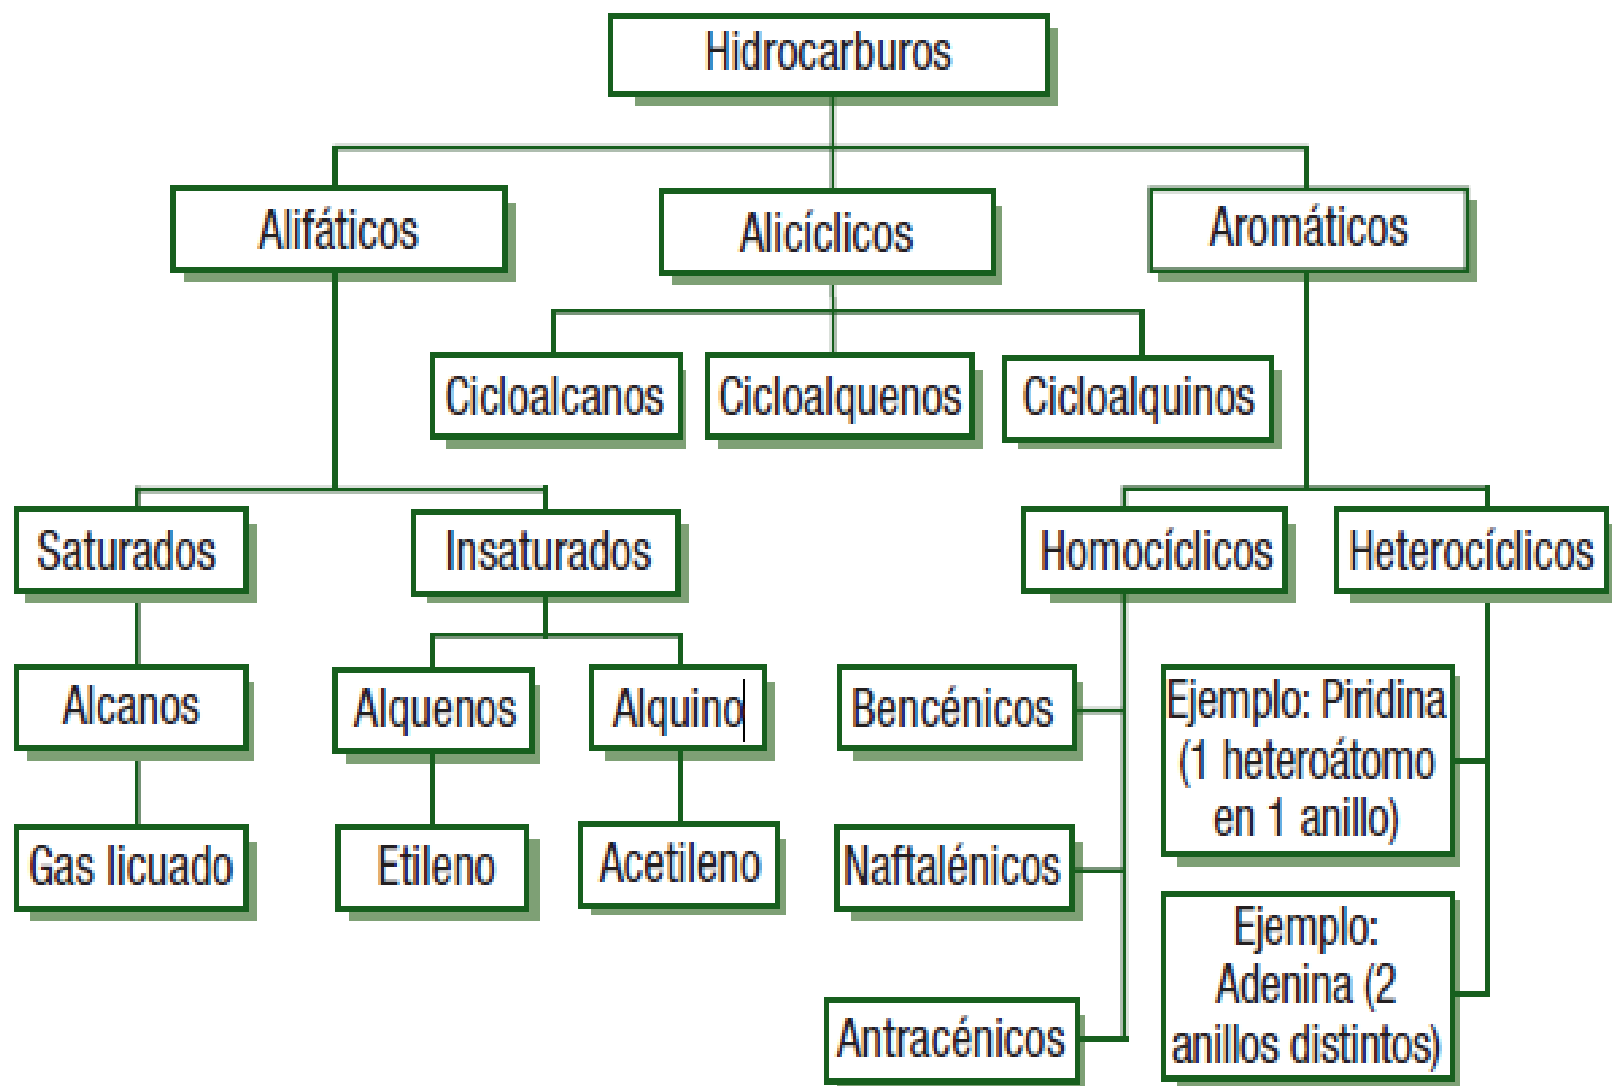 Hidrocarburos
Alifáticos
Alicíclicos
Aromáticos
Cicloalcanos
Cicloalquenos
Cicloalquinos
Saturados
Insaturados
Homocíclicos
Heterocíclicos
Alcanos
Alquenos
Alquino
Bencénicos
Ejemplo: Piridina
(1 heteroátomo
en 1 anillo)
Gas licuado
Etileno
Acetileno
Naftalénicos
Ejemplo:
Adenina (2
anillos distintos)
Antracénicos